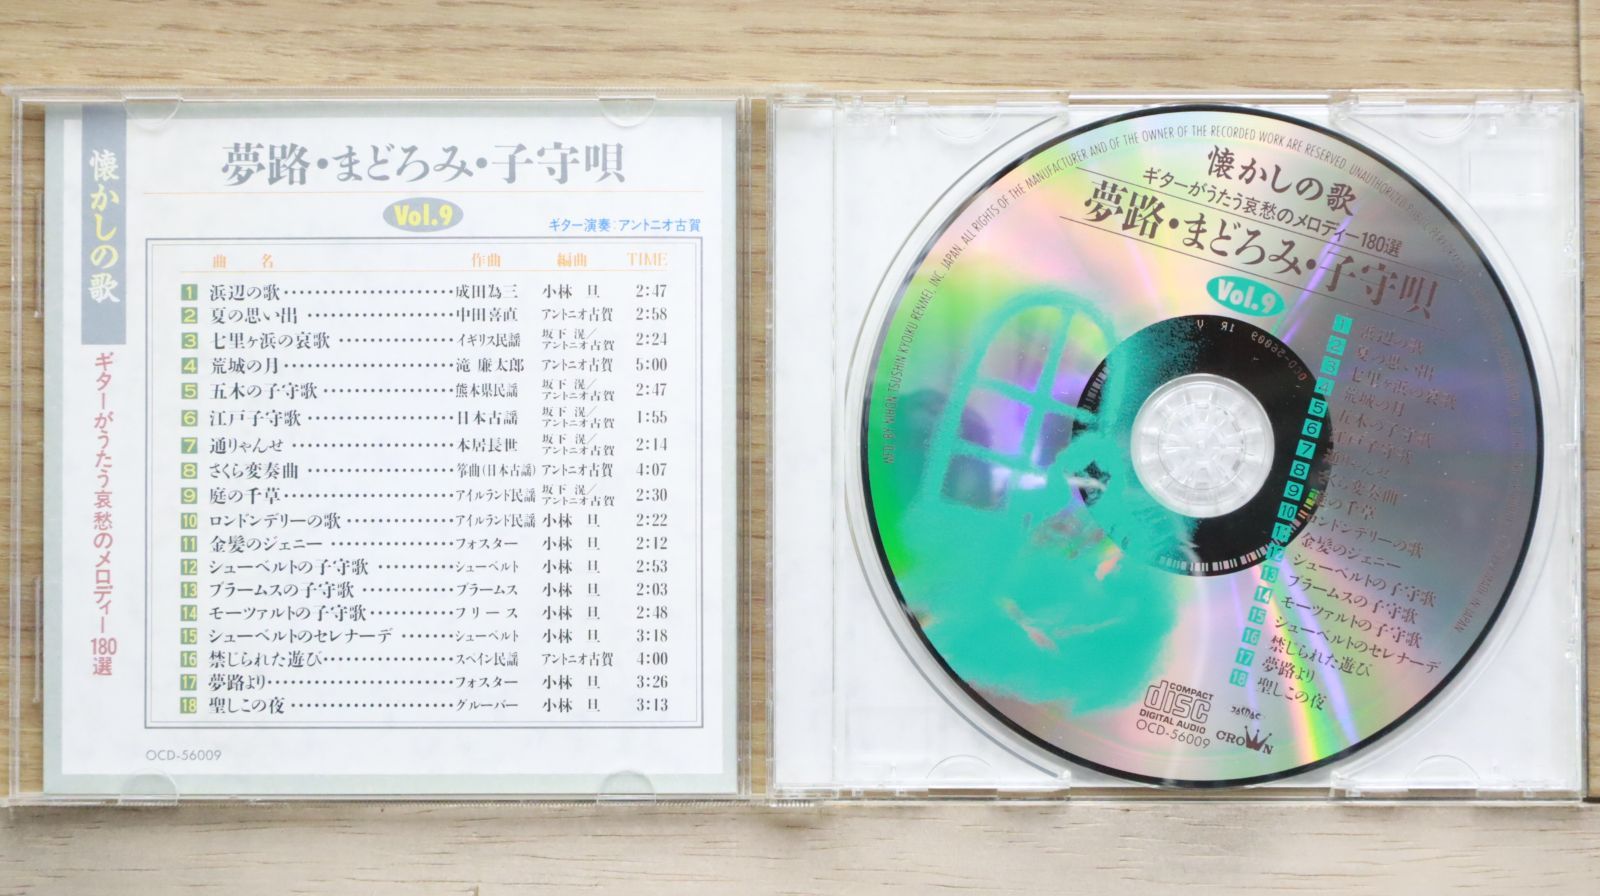 懐かしの歌
ギターがうたう哀愁のメロディー180選
夢路・まどろみ・子守唄
Vol.9
ギター演奏:アントニオ古賀
曲 名 作曲 編曲 TIME
1 浜辺の歌 成田為三 小林 旦 2:47
2 夏の思い出 中田喜直 アントニオ古賀 2:58
3 七里ヶ浜の哀歌 イギリス民謡 坂下 滉/アントニオ古賀 2:24
4 荒城の月 滝 廉太郎 アントニオ古賀 5:00
5 五木の子守歌 熊本県民謡 坂下 滉/アントニオ古賀 2:47
6 江戸子守歌 日本古謡 坂下 滉/アントニオ古賀 1:55
7 通りゃんせ 本居長世 坂下 滉/アントニオ古賀 2:14
8 さくら変奏曲 筝曲(日本古謡) アントニオ古賀 4:07
9 庭の千草 アイルランド民謡 坂下 滉/アントニオ古賀 2:30
10 ロンドンデリーの歌 アイルランド民謡 小林 旦 2:22
11 金髪のジェニー フォスター 小林 旦 2:12
12 シューベルトの子守歌 シューベルト 小林 旦 2:53
13 ブラームスの子守歌 ブラームス 小林 旦 2:03
14 モーツァルトの子守歌 フリース 小林 旦 2:48
15 シューベルトのセレナーデ シューベルト 小林 旦 3:18
16 禁じられた遊び スペイン民謡 アントニオ古賀 4:00
17 夢路より フォスター 小林 旦 3:26
18 聖しこの夜 グルーバー 小林 旦 3:13
OCD-56009
MFD. BY NIHON TSUSHIN KYOIKU RENMEI, INC. JAPAN. ALL RIGHTS OF THE MANUFACTURER AND OF THE OWNER OF THE RECORDED WORK ARE RESERVED. UNAUTHORIZED PUBLIC
懐かしの歌
ギターがうたう哀愁のメロディー180選
夢路・まどろみ・子守唄
Vol.9
1 浜辺の歌
2 夏の思い出
3 七里ヶ浜の哀歌
4 荒城の月
5 五木の子守歌
6 江戸子守歌
7 通りゃんせ
8 さくら変奏曲
9 庭の千草
10 ロンドンデリーの歌
11 金髪のジェニー
12 シューベルトの子守歌
13 ブラームスの子守歌
14 モーツァルトの子守歌
15 シューベルトのセレナーデ
16 禁じられた遊び
17 夢路より
18 聖しこの夜
COMPACT
disc
DIGITAL AUDIO
OCD-56009
JASRAC
CROWN
OCD-56009 1R V